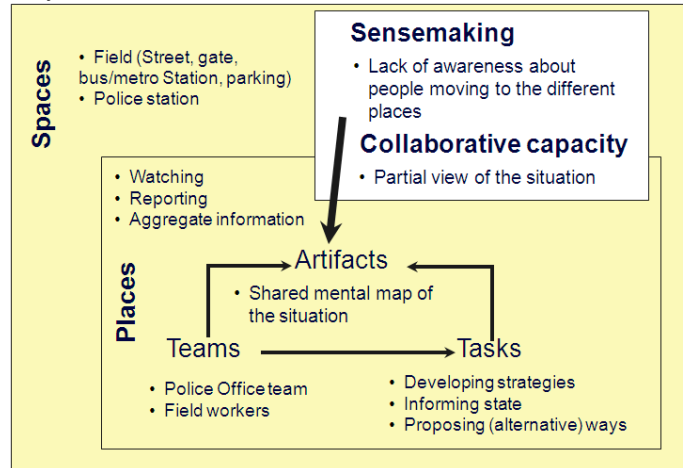 Spaces
• Field (Street, gate,
bus/metro Station, parking)
• Police station
Sensemaking
• Lack of awareness about
people moving to the different
places
Collaborative capacity
• Partial view of the situation
Places
• Watching
• Reporting
• Aggregate information
Artifacts
• Shared mental map of
the situation
Teams
• Police Office team
• Field workers
Tasks
• Developing strategies
• Informing state
• Proposing (alternative) ways